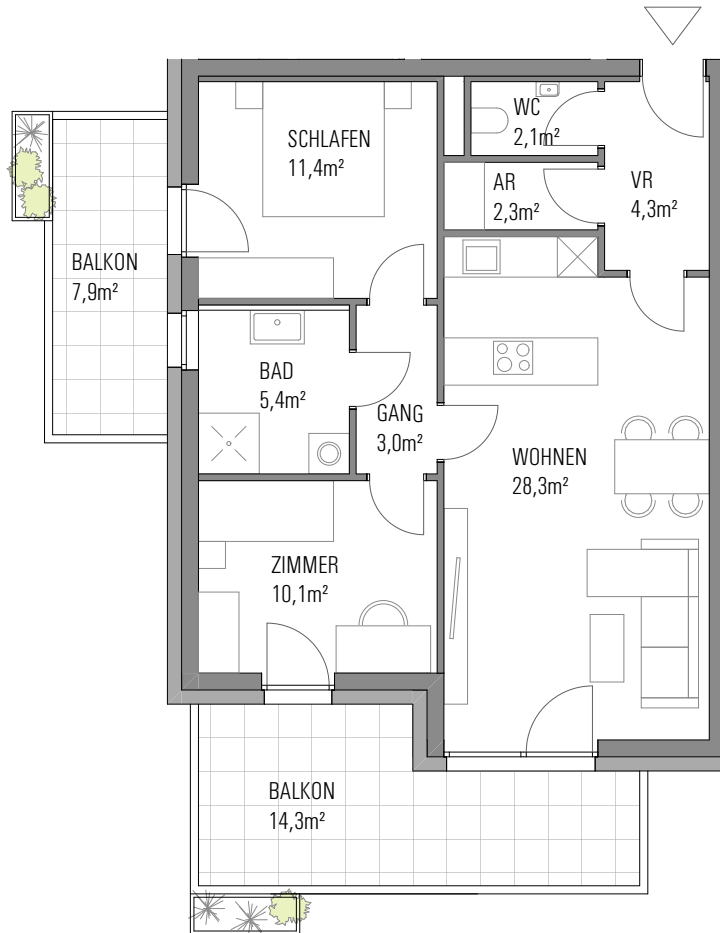 WC
2,1m²
SCHLAFEN
11,4m²
AR
2,3m²
VR
4,3m²
BALKON
7,9m²
BAD
5,4m²
GANG
3,0m²
WOHNEN
28,3m²
ZIMMER
10,1m²
BALKON
14,3m²